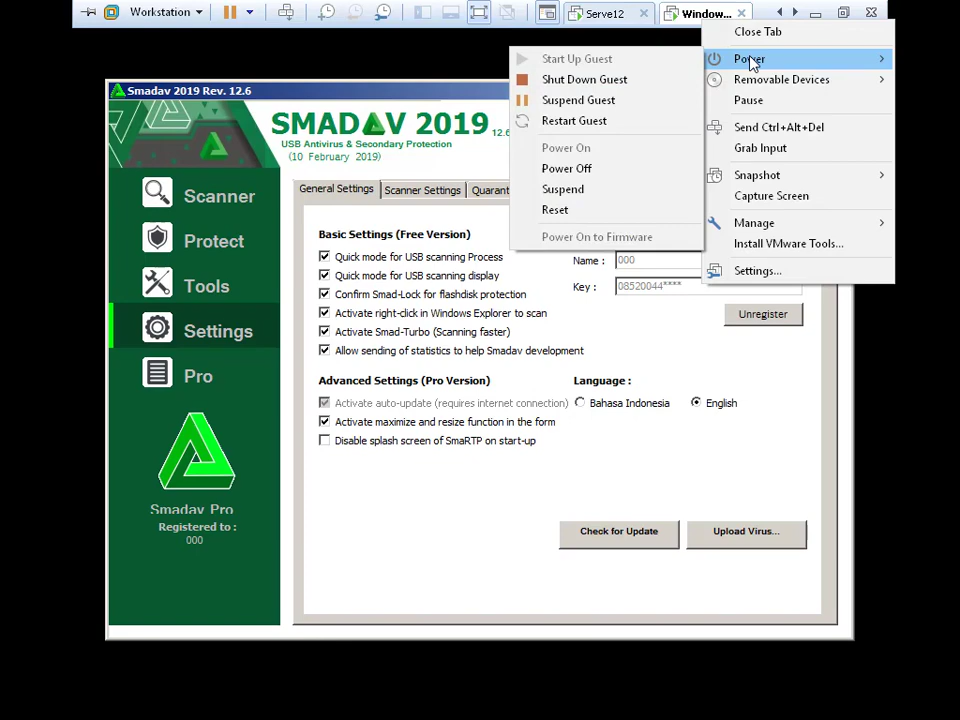 Workstation
Serve12
Window...
Close Tab
Power
Removable Devices
Pause
Send Ctrl+Alt+Del
Grab Input
Snapshot
Capture Screen
Manage
Install VMware Tools...
Settings...
Start Up Guest
Shut Down Guest
Suspend Guest
Restart Guest
Power On
Power Off
Suspend
Reset
Power On to Firmware
Smadav 2019 Rev. 12.6
SMADAV 2019 12.6
USB Antivirus & Secondary Protection
(10 February 2019)
Scanner
Protect
Tools
Settings
Pro
Smadav Pro
Registered to :
000
General Settings
Scanner Settings
Basic Settings (Free Version)
Quick mode for USB scanning Process
Quick mode for USB scanning display
Confirm Smad-Lock for flashdisk protection
Activate right-click in Windows Explorer to scan
Activate Smad-Turbo (Scanning faster)
Allow sending of statistics to help Smadav development
Name : 000
Key : 08520044****
Unregister
Advanced Settings (Pro Version)
Activate auto-update (requires internet connection)
Activate maximize and resize function in the form
Disable splash screen of SmaRTP on start-up
Language :
Bahasa Indonesia
English
Check for Update
Upload Virus...